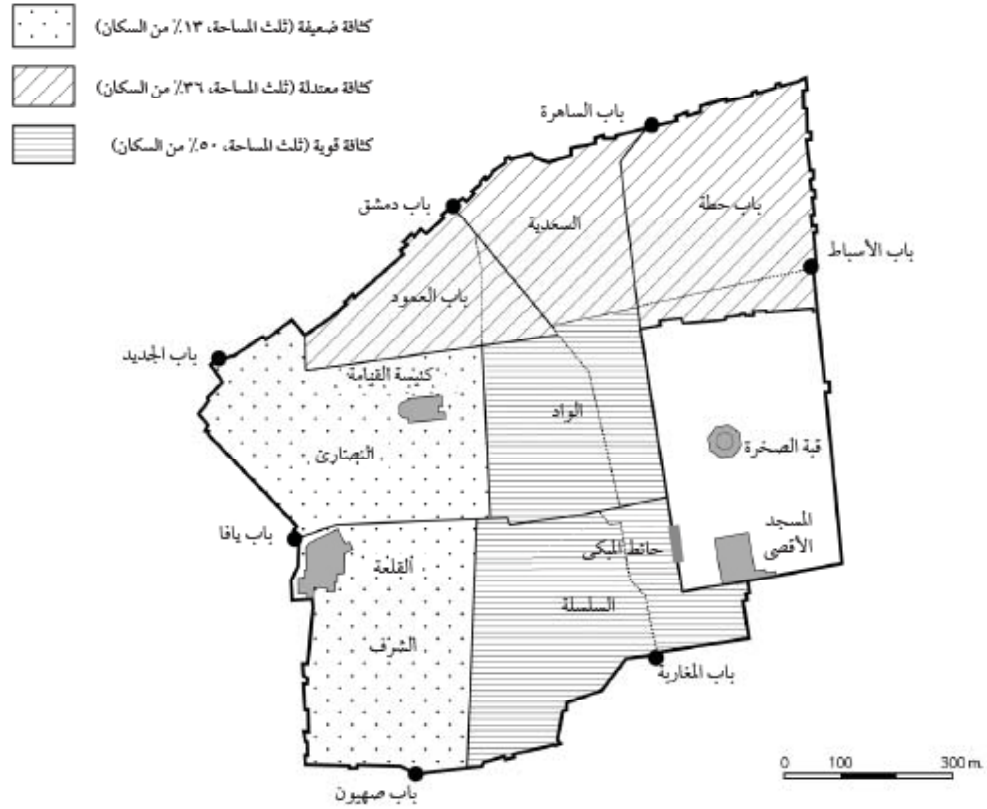 كثافة ضعيفة (ثلث المساحة، ١٣٪ من السكان)
كثافة معتدلة (ثلث المساحة، ٣٦٪ من السكان)
كثافة قوية (ثلث المساحة، ٥٠٪ من السكان)
باب الساهرة
باب دمشق
باب حطة
السعدية
باب الأسباط
باب العمود
باب الجديد
كنيسة القيامة
الواد
قبة الصخرة
النصارى
المسجد
الأقصى
باب يافا
حائط المبكى
القلعة
السلسلة
الشرف
باب المغاربة
باب صهيون
0 100 300 m.